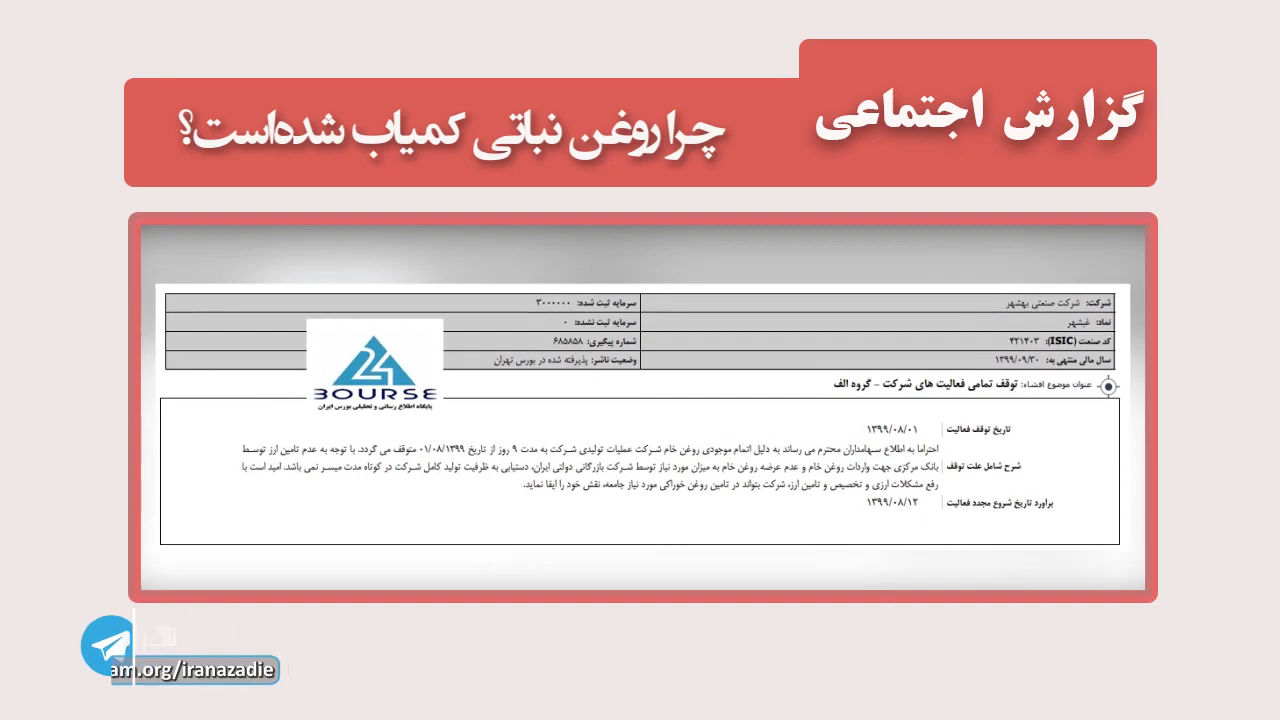 گزارش اجتماعی
چرا روغن نباتی کمیاب شده‌است؟
شرکت: شرکت صنعتی بهشهر
سرمایه ثبت شده: ۳۰۰۰۰۰۰
نماد: غبشهر
سرمایه ثبت نشده: ۰
کد صنعت (ISIC): ۴۲۱۴۰۳
شماره پیگیری: ۶۸۵۸۵۸
سال مالی منتهی به: ۱۳۹۹/۰۹/۳۰
وضعیت ناشر: پذیرفته شده در بورس تهران
24
BOURSE
پایگاه اطلاع رسانی و تحلیلی بورس ایران
عنوان موضوع افشاء: توقف تمامی فعالیت های شرکت - گروه الف
تاریخ توقف فعالیت ۱۳۹۹/۰۸/۰۱
احتراما به اطلاع سهامداران محترم می رساند به دلیل اتمام موجودی روغن خام شرکت عملیات تولیدی شرکت به مدت ۹ روز از تاریخ ۰۱/۰۸/۱۳۹۹ متوقف می گردد. با توجه به عدم تامین ارز توسط
شرح شامل علت توقف
بانک مرکزی جهت واردات روغن خام و عدم عرضه روغن خام به میزان مورد نیاز توسط شرکت بازرگانی دولتی ایران، دستیابی به ظرفیت تولید کامل شرکت در کوتاه مدت میسر نمی باشد. امید است با
رفع مشکلات ارزی و تخصیص و تامین ارز، شرکت بتواند در تامین روغن خوراکی مورد نیاز جامعه، نقش خود را ایفا نماید.
برآورد تاریخ شروع مجدد فعالیت ۱۳۹۹/۰۸/۱۲
am.org/iranazadie